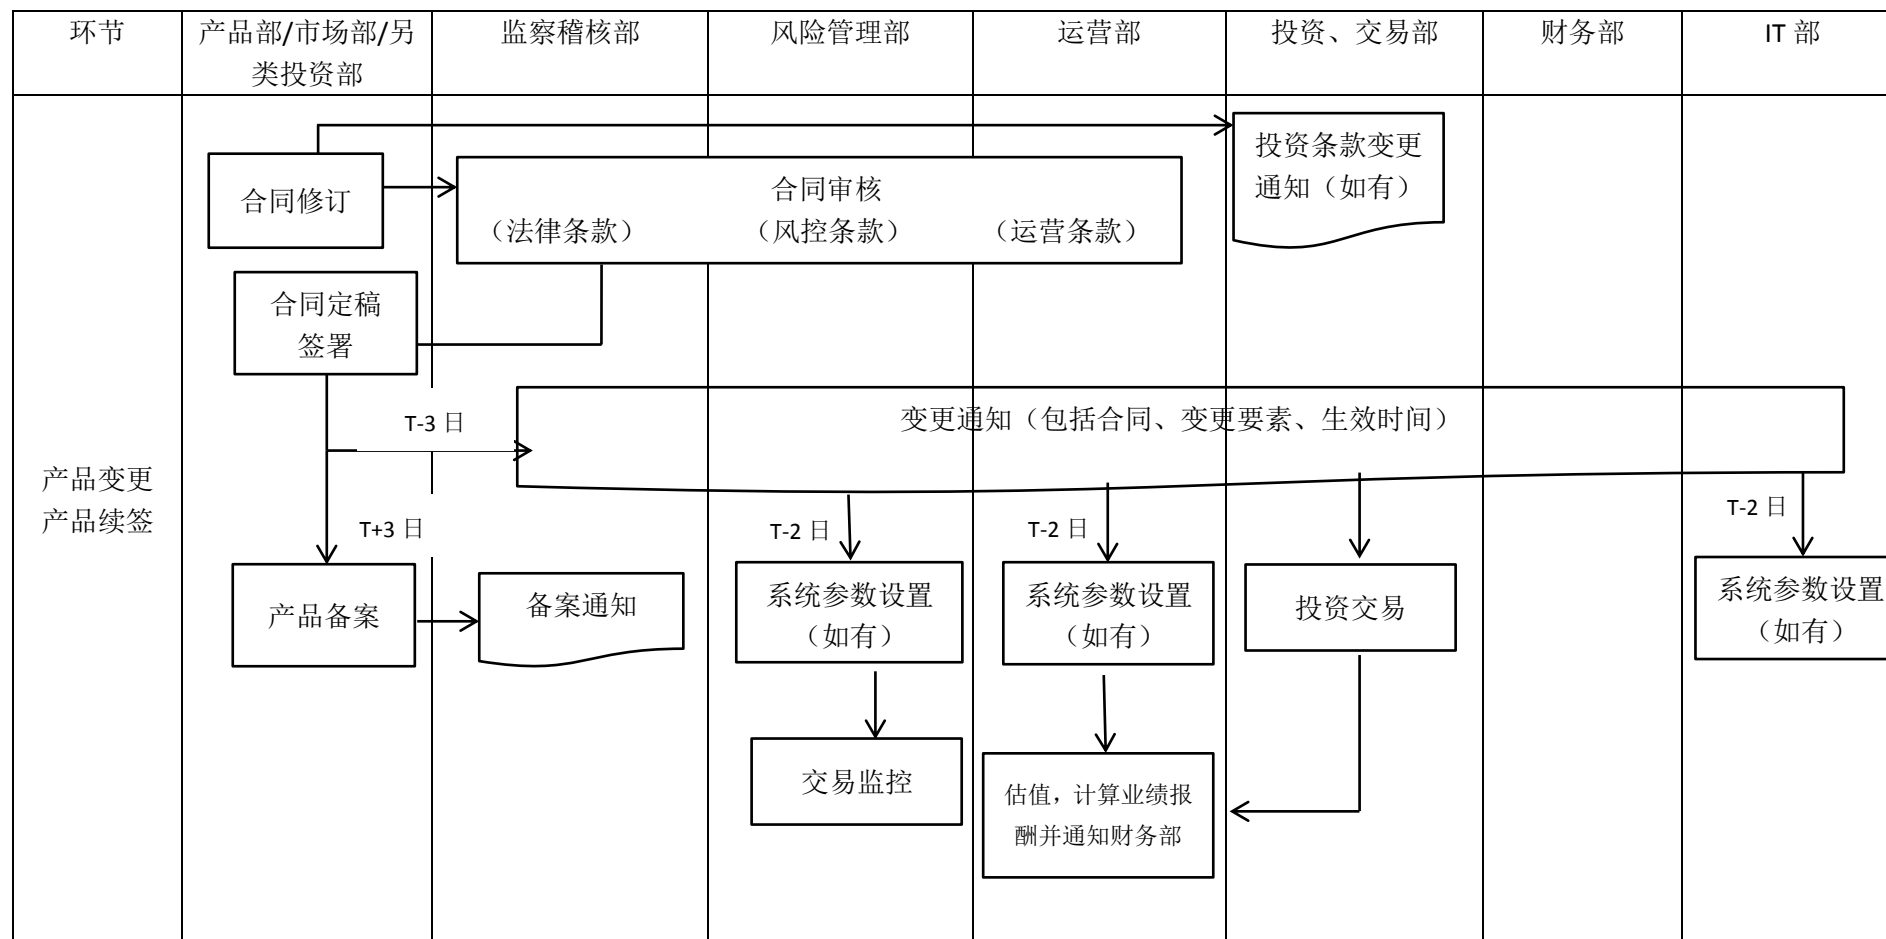 环节
产品部/市场部/另
类投资部
监察稽核部
风险管理部
运营部
投资、交易部
财务部
IT 部
产品变更
产品续签
合同修订
合同审核
（法律条款）
（风控条款）
（运营条款）
投资条款变更
通知（如有）
合同定稿
签署
T-3 日
变更通知（包括合同、变更要素、生效时间）
T+3 日
T-2 日
T-2 日
T-2 日
产品备案
备案通知
系统参数设置
（如有）
系统参数设置
（如有）
投资交易
系统参数设置
（如有）
交易监控
估值，计算业绩报
酬并通知财务部